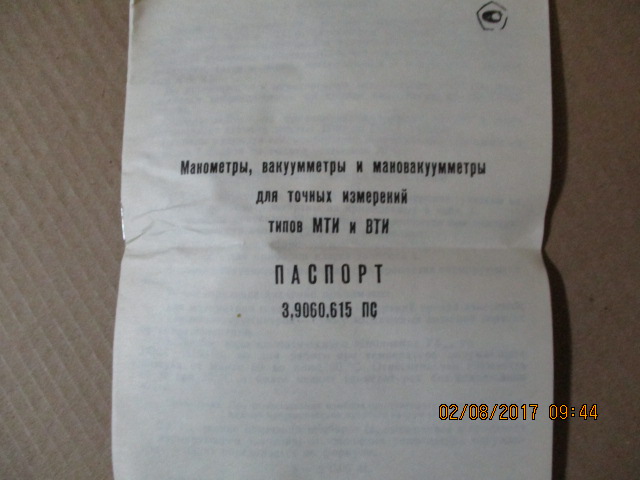 Манометры, вакуумметры и мановакуумметры
для точных измерений
типов МТИ и ВТИ
ПАСПОРТ
3,9060,615 ПС
02/08/2017 09:44